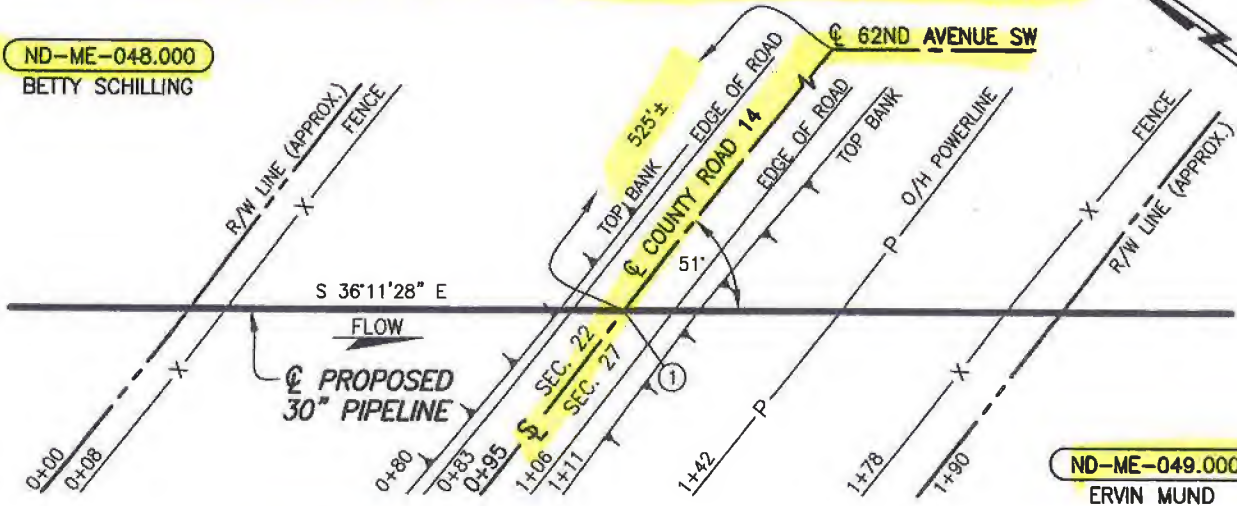 ND-ME-048.000
BETTY SCHILLING
R/W LINE (APPROX.)
FENCE
X
X
525'±
TOP BANK
EDGE OF ROAD
℄ COUNTY ROAD 14
℄ 62ND AVENUE SW
EDGE OF ROAD
TOP BANK
O/H POWERLINE
P
P
FENCE
X
X
R/W LINE (APPROX.)
51°
S 36°11'28" E
FLOW
℄ PROPOSED
30" PIPELINE
SEC. 22
SEC. 27
1
0+00
0+08
0+80
0+83
0+95
1+06
1+11
1+42
1+78
1+90
ND-ME-049.000
ERVIN MUND